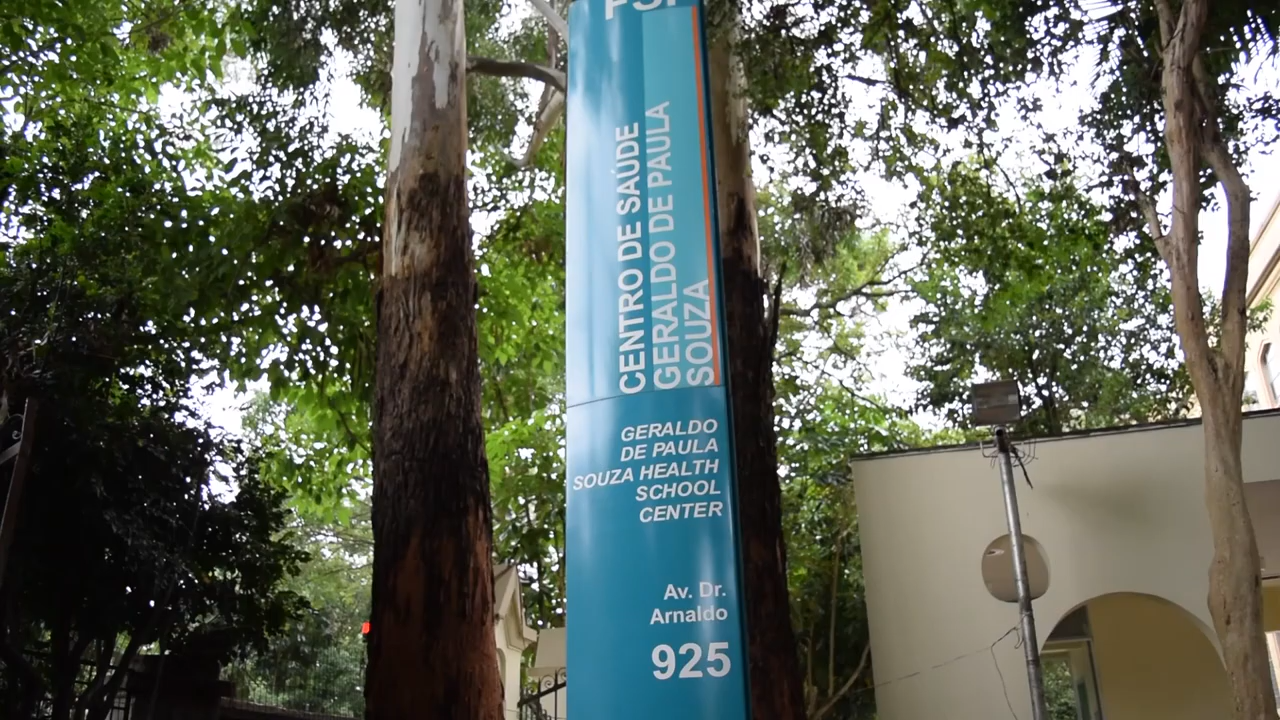 CENTRO DE SAÚDE
GERALDO DE PAULA
SOUZA
GERALDO
DE PAULA
SOUZA HEALTH
SCHOOL
CENTER
Av. Dr.
Arnaldo
925